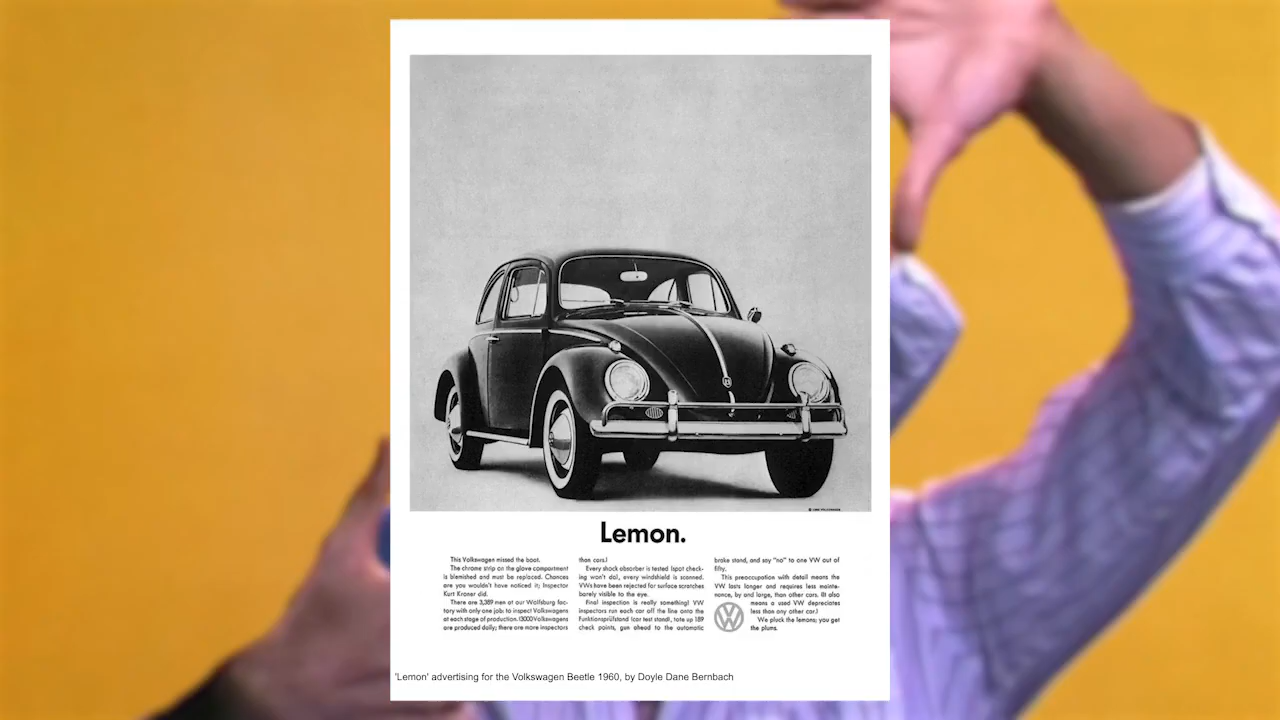 © 1960 VOLKSWAGEN
Lemon.
This Volkswagen missed the boat.
The chrome strip on the glove compartment
is blemished and must be replaced. Chances
are you wouldn't have noticed it; Inspector
Kurt Kroner did.
There are 3,389 men at our Wolfsburg fac-
tory with only one job: to inspect Volkswagens
at each stage of production. (3000 Volkswagens
are produced daily; there are more inspectors
than cars.)
Every shock absorber is tested (spot check-
ing won't do), every windshield is scanned.
VWs have been rejected for surface scratches
barely visible to the eye.
Final inspection is really something! VW
inspectors run each car off the line onto the
Funktionsprüfstand (car test stand), tote up 189
check points, gun ahead to the automatic
brake stand, and say "no" to one VW out of
fifty.
This preoccupation with detail means the
VW lasts longer and requires less mainte-
nance, by and large, than other cars. (It also
means a used VW depreciates
less than any other car.)
We pluck the lemons; you get
the plums.
'Lemon' advertising for the Volkswagen Beetle 1960, by Doyle Dane Bernbach